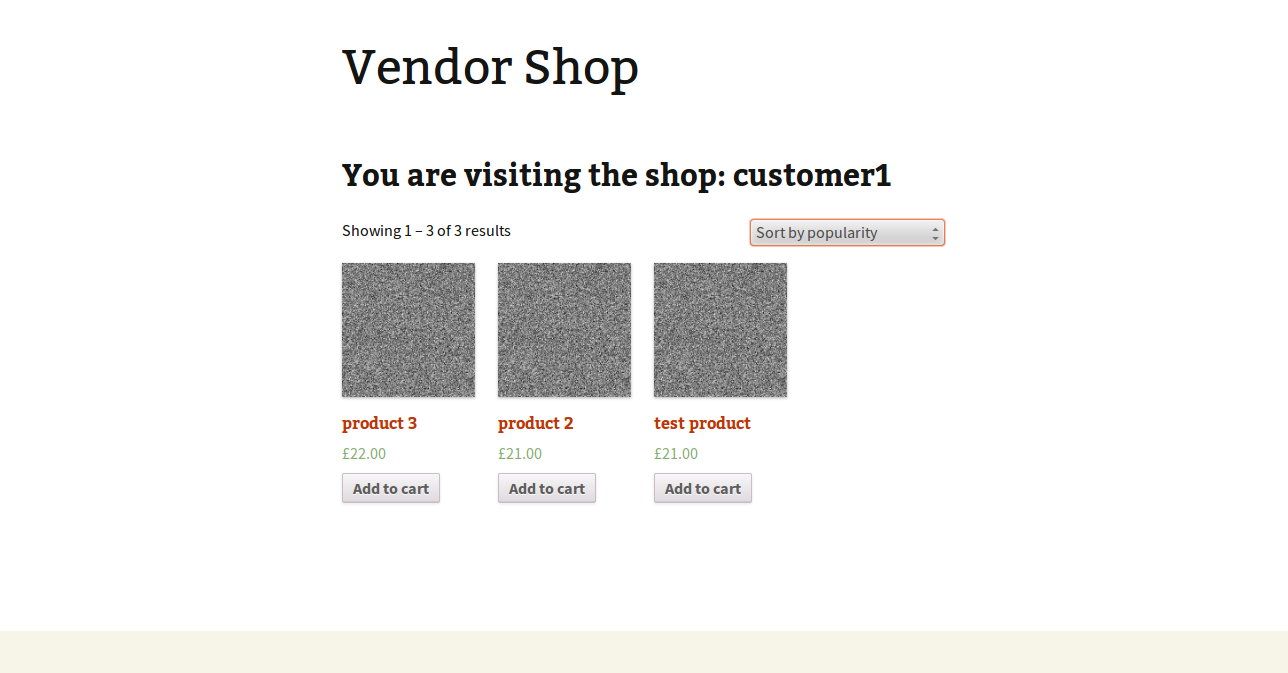 Vendor Shop
You are visiting the shop: customer1
Showing 1 – 3 of 3 results
Sort by popularity
product 3
£22.00
Add to cart
product 2
£21.00
Add to cart
test product
£21.00
Add to cart